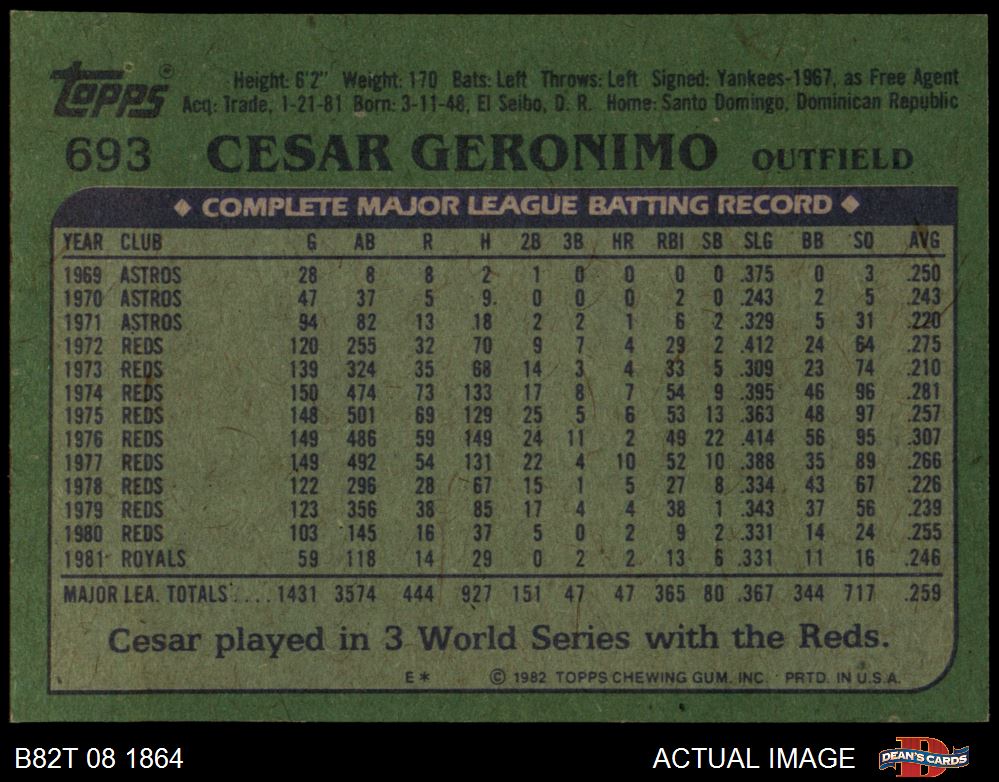 Topps® Height: 6'2" Weight: 170 Bats: Left Throws: Left Signed: Yankees-1967, as Free Agent
Acq: Trade, 1-21-81 Born: 3-11-48, El Seibo, D. R. Home: Santo Domingo, Dominican Republic
693 CESAR GERONIMO OUTFIELD
◆ COMPLETE MAJOR LEAGUE BATTING RECORD ◆
YEAR CLUB G AB R H 2B 3B HR RBI SB SLG BB SO AVG
1969 ASTROS 28 8 8 2 1 0 0 0 0 .375 0 3 .250
1970 ASTROS 47 37 5 9 0 0 0 2 0 .243 2 5 .243
1971 ASTROS 94 82 13 18 2 2 1 6 2 .329 5 31 .220
1972 REDS 120 255 32 70 9 7 4 29 2 .412 24 64 .275
1973 REDS 139 324 35 68 14 3 4 33 5 .309 23 74 .210
1974 REDS 150 474 73 133 17 8 7 54 9 .395 46 96 .281
1975 REDS 148 501 69 129 25 5 6 53 13 .363 48 97 .257
1976 REDS 149 486 59 149 24 11 2 49 22 .414 56 95 .307
1977 REDS 149 492 54 131 22 4 10 52 10 .388 35 89 .266
1978 REDS 122 296 28 67 15 1 5 27 8 .334 43 67 .226
1979 REDS 123 356 38 85 17 4 4 38 1 .343 37 56 .239
1980 REDS 103 145 16 37 5 0 2 9 2 .331 14 24 .255
1981 ROYALS 59 118 14 29 0 2 2 13 6 .331 11 16 .246
MAJOR LEA. TOTALS .... 1431 3574 444 927 151 47 47 365 80 .367 344 717 .259
Cesar played in 3 World Series with the Reds.
E* © 1982 TOPPS CHEWING GUM, INC. PRTD. IN U.S.A.
B82T 08 1864 ACTUAL IMAGE DEAN'S CARDS